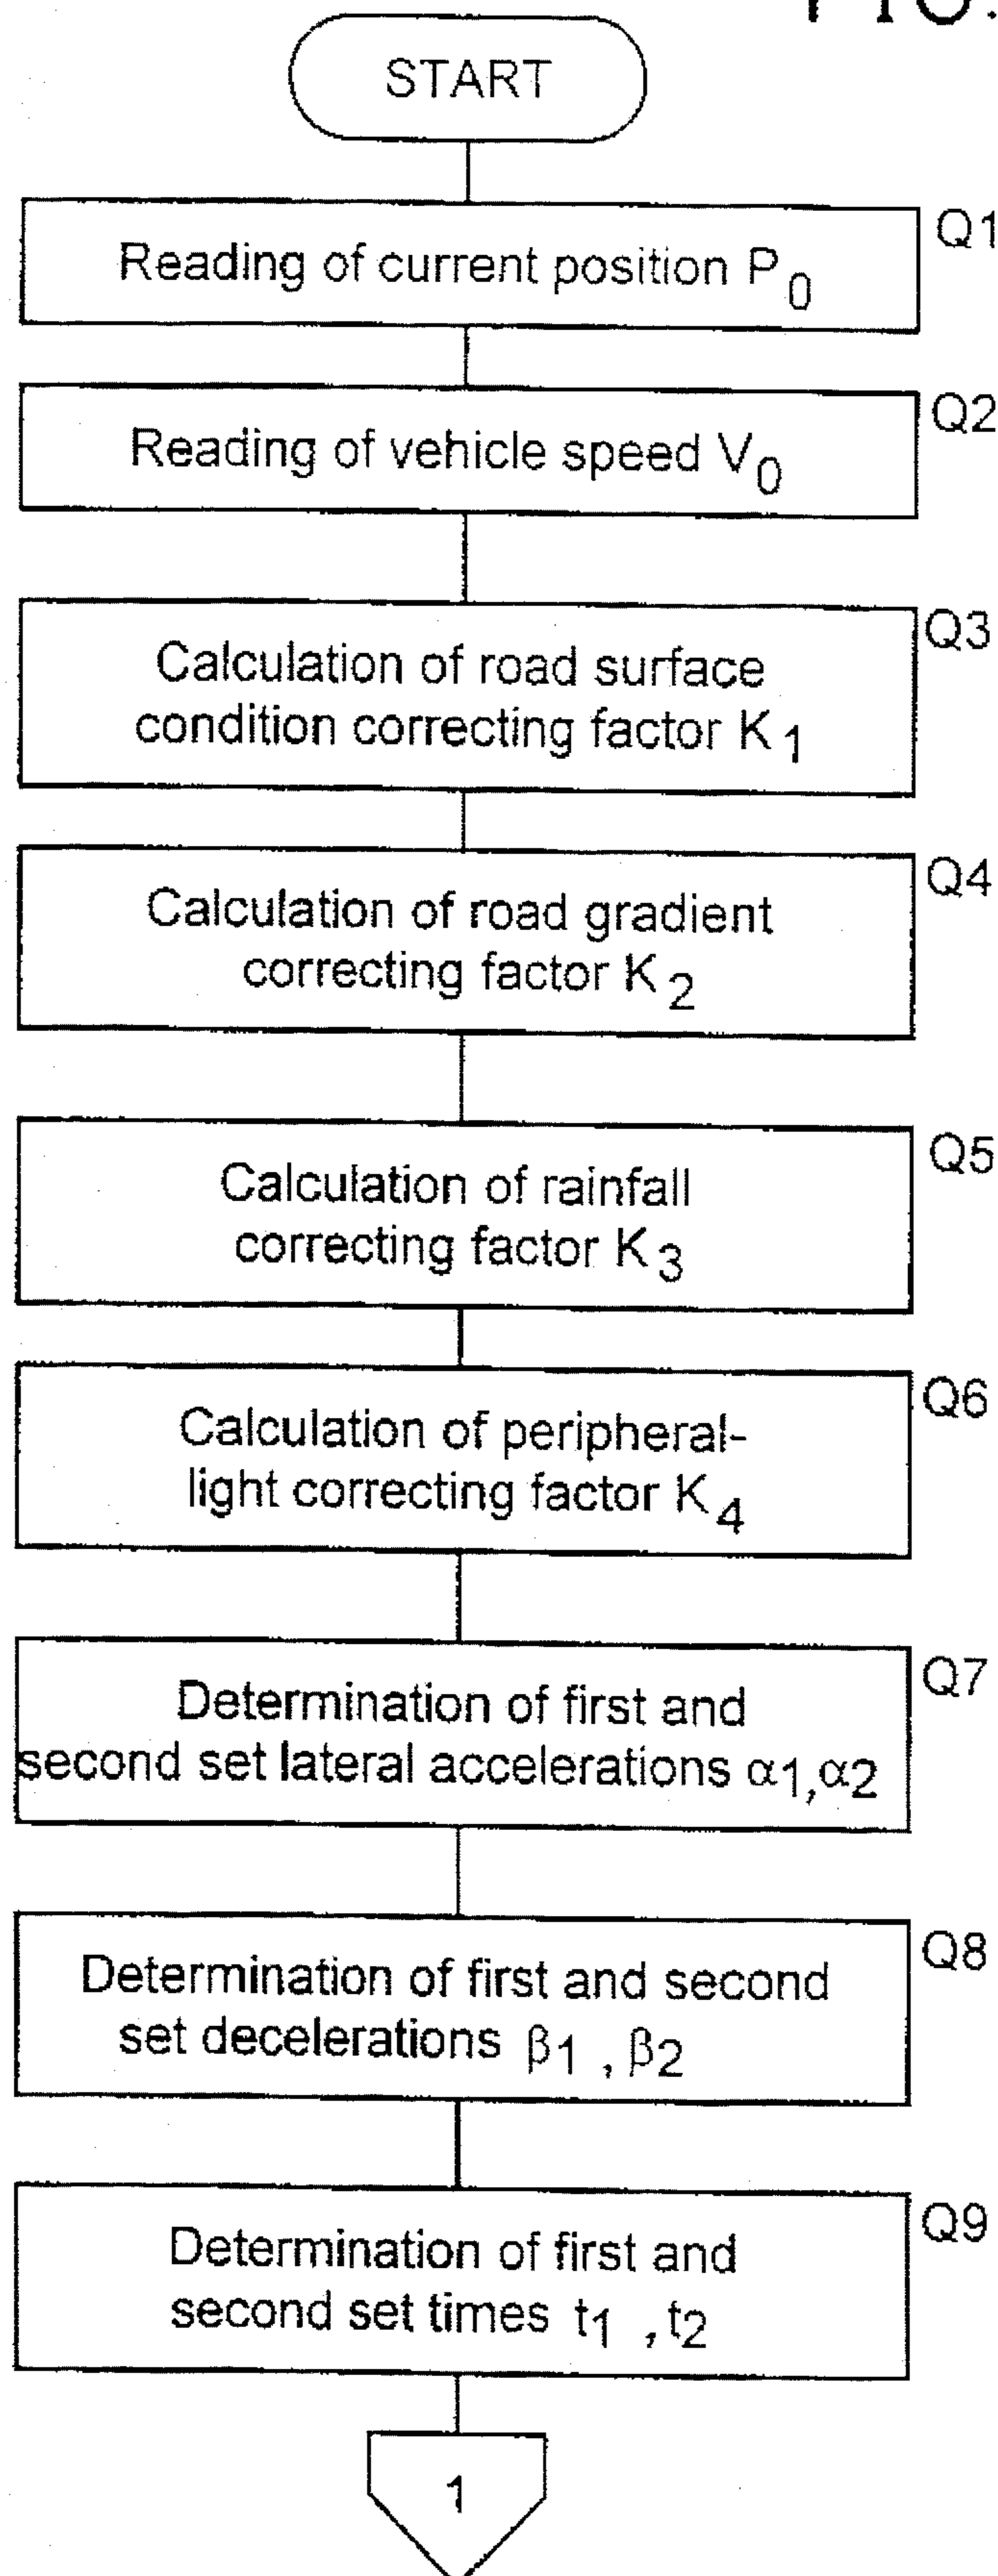 FIG.
START
Q1
Reading of current position P₀
Q2
Reading of vehicle speed V₀
Q3
Calculation of road surface
condition correcting factor K₁
Q4
Calculation of road gradient
correcting factor K₂
Q5
Calculation of rainfall
correcting factor K₃
Q6
Calculation of peripheral-
light correcting factor K₄
Q7
Determination of first and
second set lateral accelerations α₁,α₂
Q8
Determination of first and second
set decelerations β₁ , β₂
Q9
Determination of first and
second set times t₁ , t₂
1